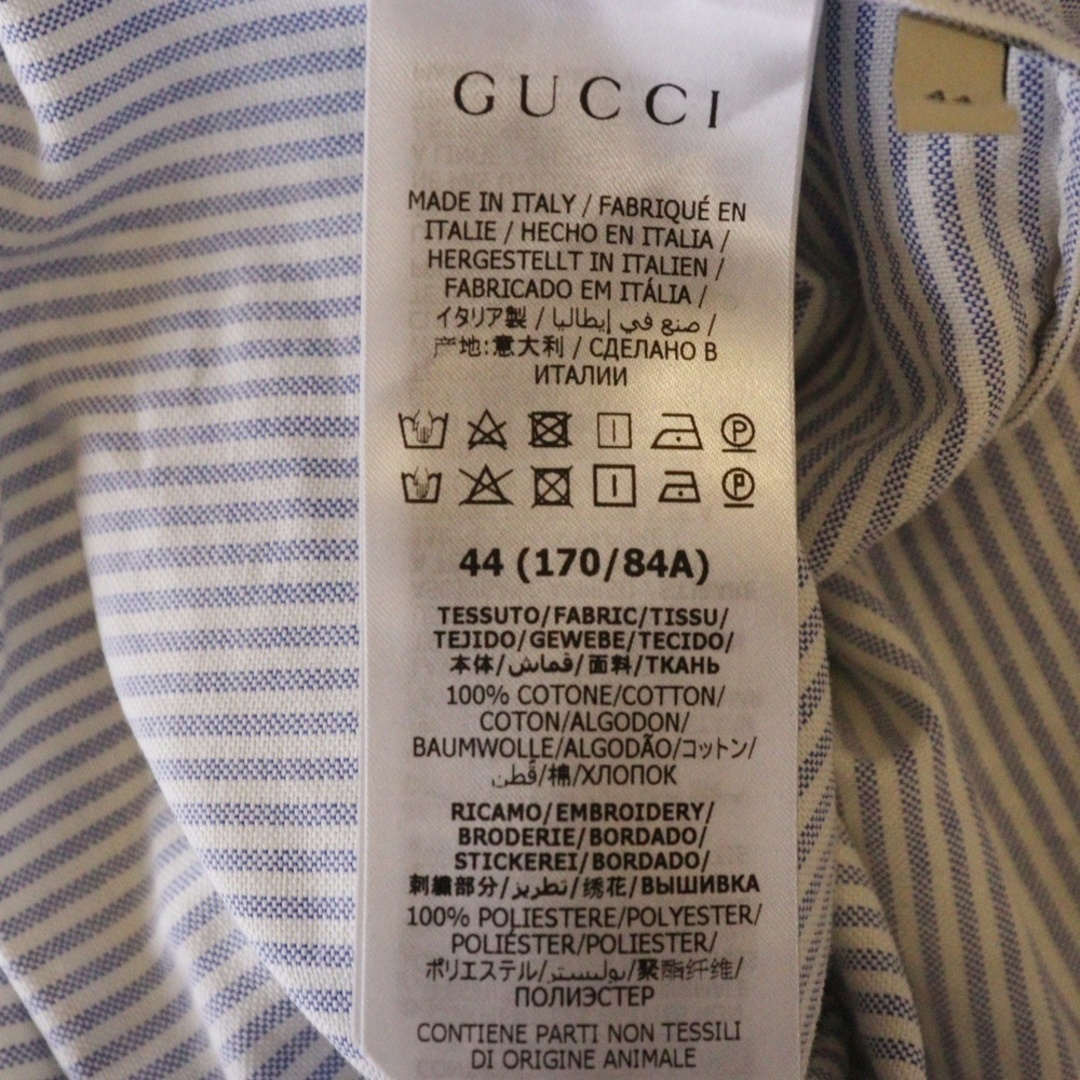 GUCCI
MADE IN ITALY / FABRIQUÉ EN
ITALIE / HECHO EN ITALIA /
HERGESTELLT IN ITALIEN /
FABRICADO EM ITÁLIA /
イタリア製 / صنع في إيطاليا /
产地:意大利 / СДЕЛАНО В
ИТАЛИИ
P
P
44 (170/84A)
TESSUTO/FABRIC/TISSU/
TEJIDO/GEWEBE/TECIDO/
本体/قماش/面料/ТКАНЬ
100% COTONE/COTTON/
COTON/ALGODON/
BAUMWOLLE/ALGODÃO/コットン/
قطن/棉/ХЛОПОК
RICAMO/EMBROIDERY/
BRODERIE/BORDADO/
STICKEREI/BORDADO/
刺繍部分/تطريز/绣花/ВЫШИВКА
100% POLIESTERE/POLYESTER/
POLIÉSTER/POLIESTER/
ポリエステル/بوليستر/聚酯纤维/
ПОЛИЭСТЕР
CONTIENE PARTI NON TESSILI
DI ORIGINE ANIMALE